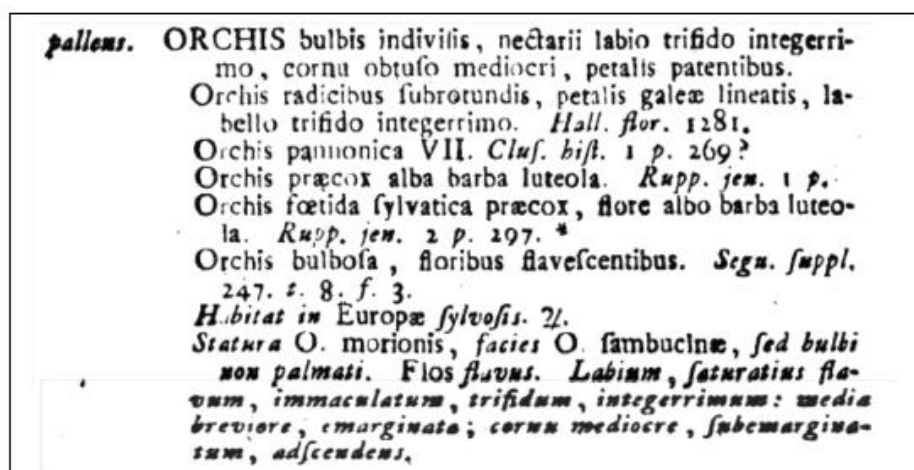 pallens. ORCHIS bulbis indiviſis, nectarii labio trifido integerri-
mo, cornu obtuſo mediocri, petalis patentibus.
Orchis radicibus ſubrotundis, petalis galeæ lineatis, la-
bello trifido integerrimo. Hall. flor. 1281.
Orchis pannonica VII. Cluſ. hiſt. 1 p. 269?
Orchis præcox alba barba luteola. Rupp. jen. 1 p.
Orchis fœtida ſylvatica præcox, flore albo barba luteo-
la. Rupp. jen. 2 p. 297. *
Orchis bulboſa, floribus flaveſcentibus. Segu. ſuppl.
247. t. 8. f. 3.
Habitat in Europæ ſylvoſis. ♃.
Statura O. morionis, facies O. ſambucinæ, ſed bulbi
non palmati. Flos flavus. Labium, ſaturatius fla-
vum, immaculatum, trifidum, integerrimum: media
breviore, emarginata; cornu mediocre, ſubemargina-
tum, adſcendens.